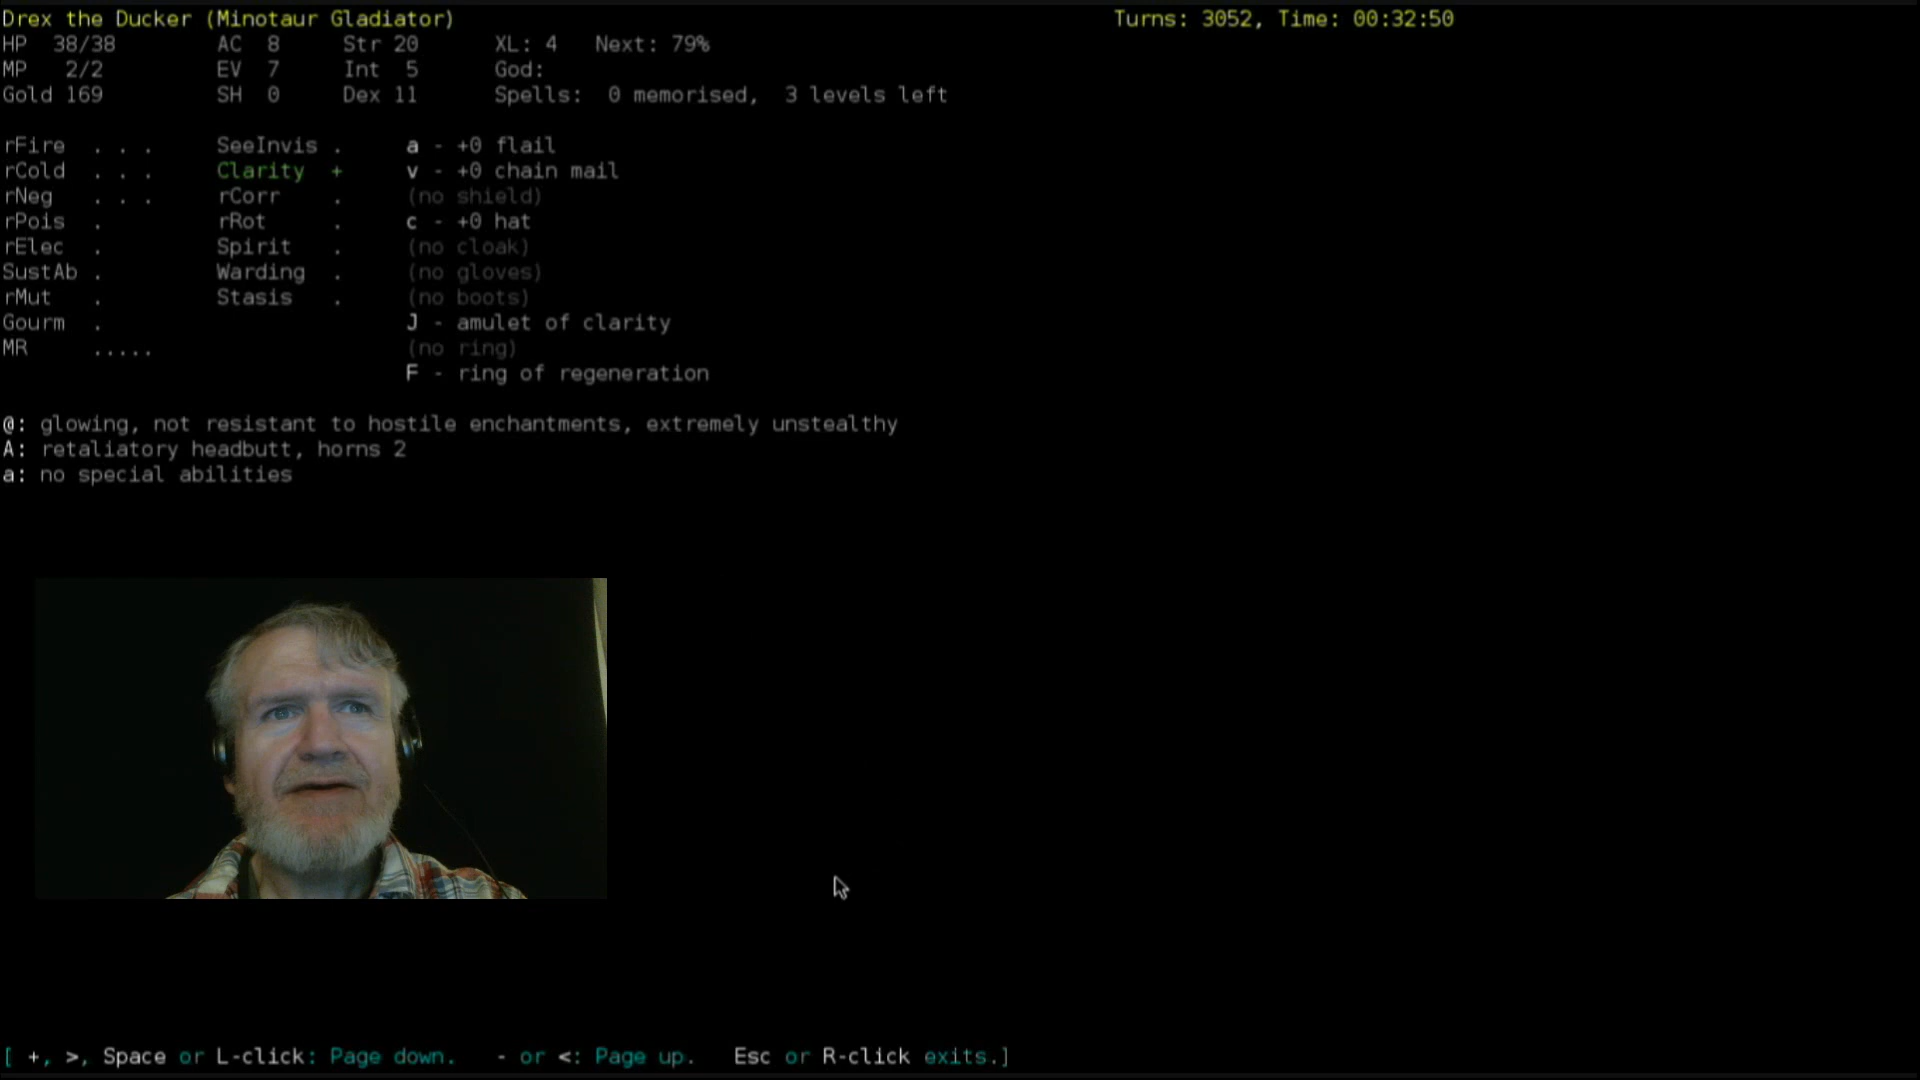 Drex the Ducker (Minotaur Gladiator) Turns: 3052, Time: 00:32:50
HP 38/38 AC 8 Str 20 XL: 4 Next: 79%
MP 2/2 EV 7 Int 5 God:
Gold 169 SH 0 Dex 11 Spells: 0 memorised, 3 levels left
rFire . . . SeeInvis . a - +0 flail
rCold . . . Clarity + v - +0 chain mail
rNeg . . . rCorr . (no shield)
rPois . rRot . c - +0 hat
rElec . Spirit . (no cloak)
SustAb . Warding . (no gloves)
rMut . Stasis . (no boots)
Gourm . J - amulet of clarity
MR ..... (no ring)
F - ring of regeneration
@: glowing, not resistant to hostile enchantments, extremely unstealthy
A: retaliatory headbutt, horns 2
a: no special abilities
[ +, >, Space or L-click: Page down. - or <: Page up. Esc or R-click exits.]